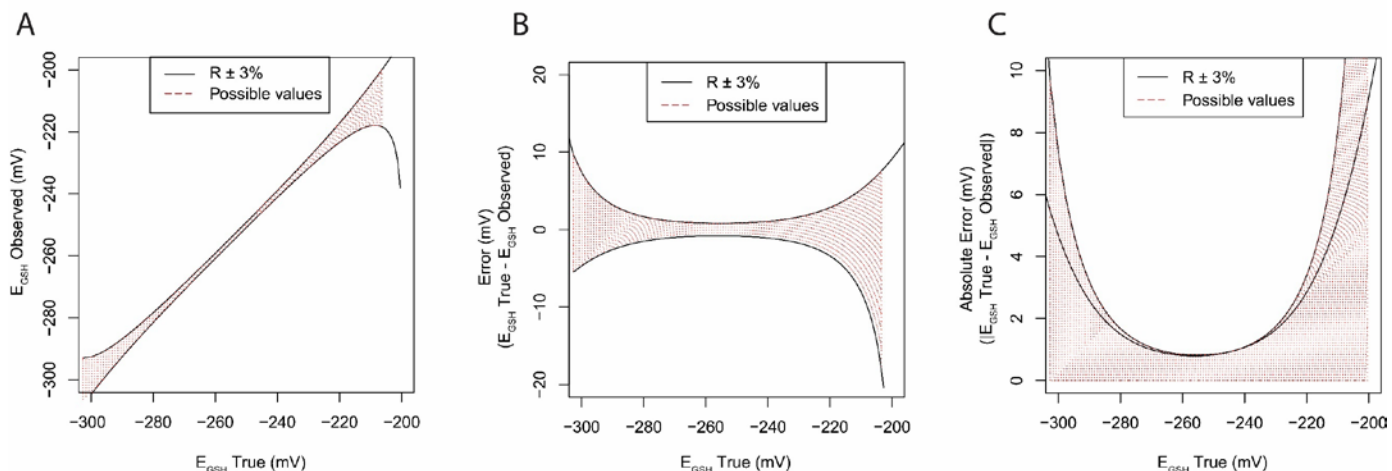 A
E_GSH Observed (mV)
−200
−220
−240
−260
−280
−300
R ± 3%
Possible values
−300 −280 −260 −240 −220 −200
E_GSH True (mV)
B
Error (mV)
(E_GSH True - E_GSH Observed)
20
10
0
−10
−20
R ± 3%
Possible values
−300 −280 −260 −240 −220 −200
E_GSH True (mV)
C
Absolute Error (mV)
(|E_GSH True - E_GSH Observed|)
10
8
6
4
2
0
R ± 3%
Possible values
−300 −280 −260 −240 −220 −200
E_GSH True (mV)